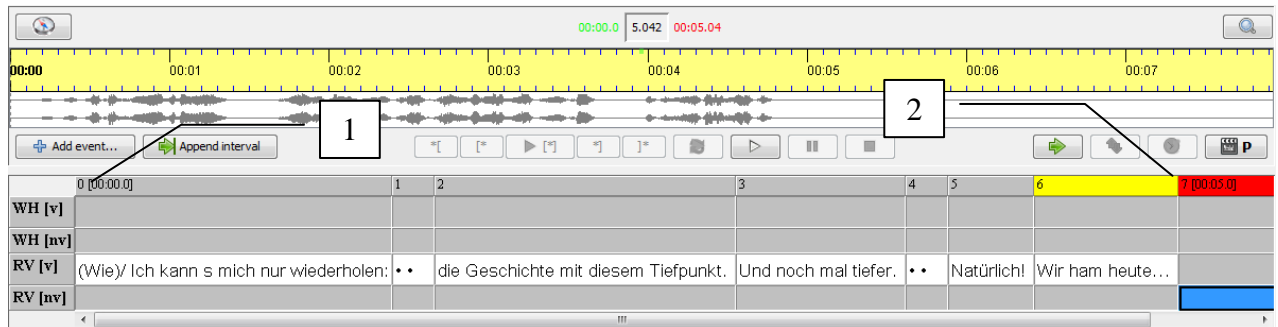 00:00.0 5.042 00:05.04
00:00 00:01 00:02 00:03 00:04 00:05 00:06 00:07
1 2
Add event... Append interval *[ [* [*] *] ]* P
0 [00:00.0] 1 2 3 4 5 6 7 [00:05.0]
WH [v]
WH [nv]
RV [v] (Wie)/ Ich kann s mich nur wiederholen: • • die Geschichte mit diesem Tiefpunkt. Und noch mal tiefer. • • Natürlich! Wir ham heute...
RV [nv]